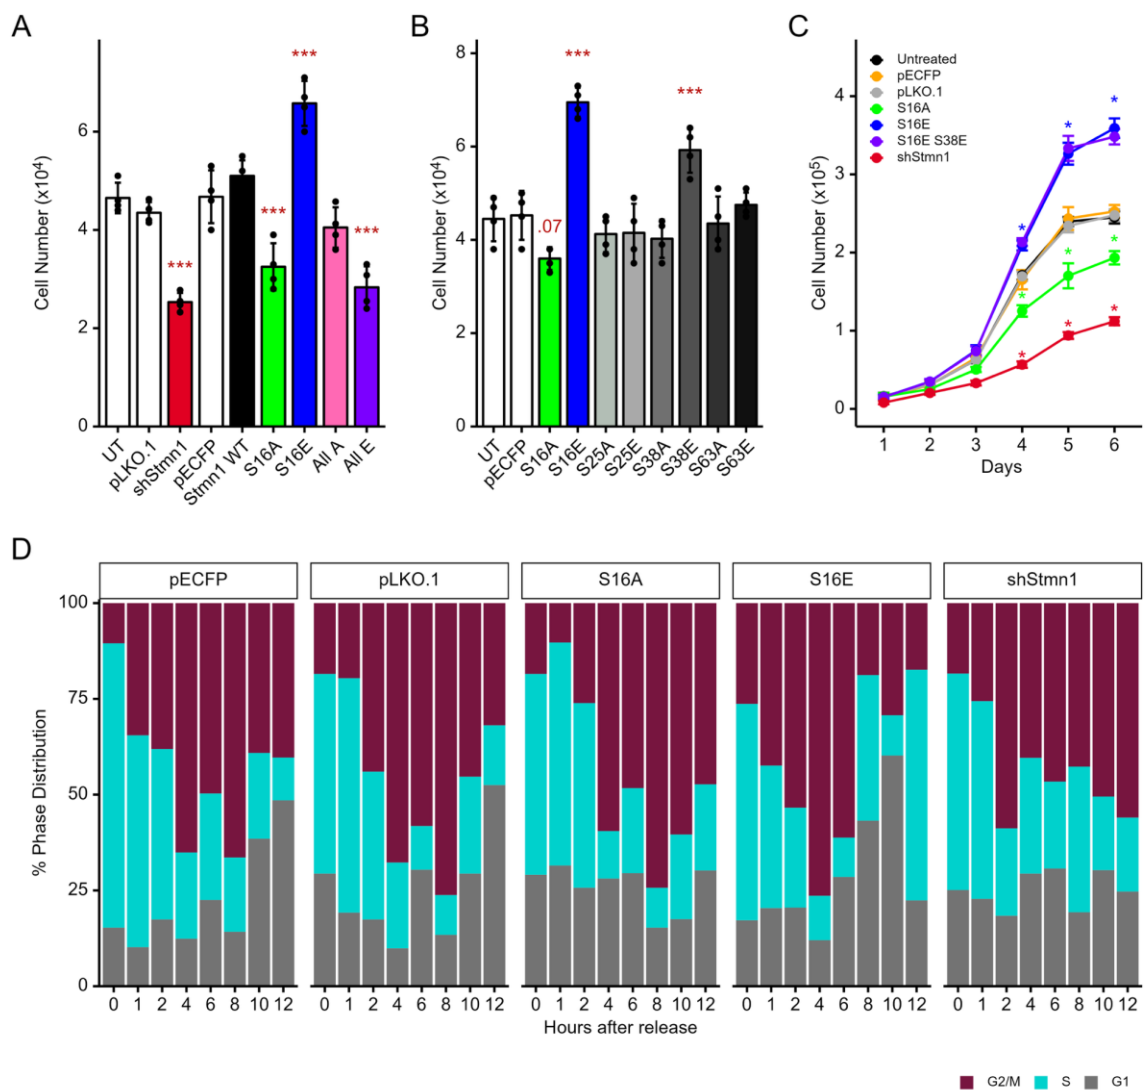 A
Cell Number (x10⁴)
0
2
4
6
***
***
***
***
UT
pLKO.1
shStmn1
pECFP
Stmn1 WT
S16A
S16E
All A
All E
B
Cell Number (x10⁴)
0
2
4
6
8
.07
***
***
UT
pECFP
S16A
S16E
S25A
S25E
S38A
S38E
S63A
S63E
C
Untreated
pECFP
pLKO.1
S16A
S16E
S16E S38E
shStmn1
Cell Number (x10⁵)
0
1
2
3
4
* * *
* * *
* * *
1 2 3 4 5 6
Days
D
pECFP pLKO.1 S16A S16E shStmn1
% Phase Distribution
100
75
50
25
0
0 1 2 4 6 8 10 12 0 1 2 4 6 8 10 12 0 1 2 4 6 8 10 12 0 1 2 4 6 8 10 12 0 1 2 4 6 8 10 12
Hours after release
G2/M S G1